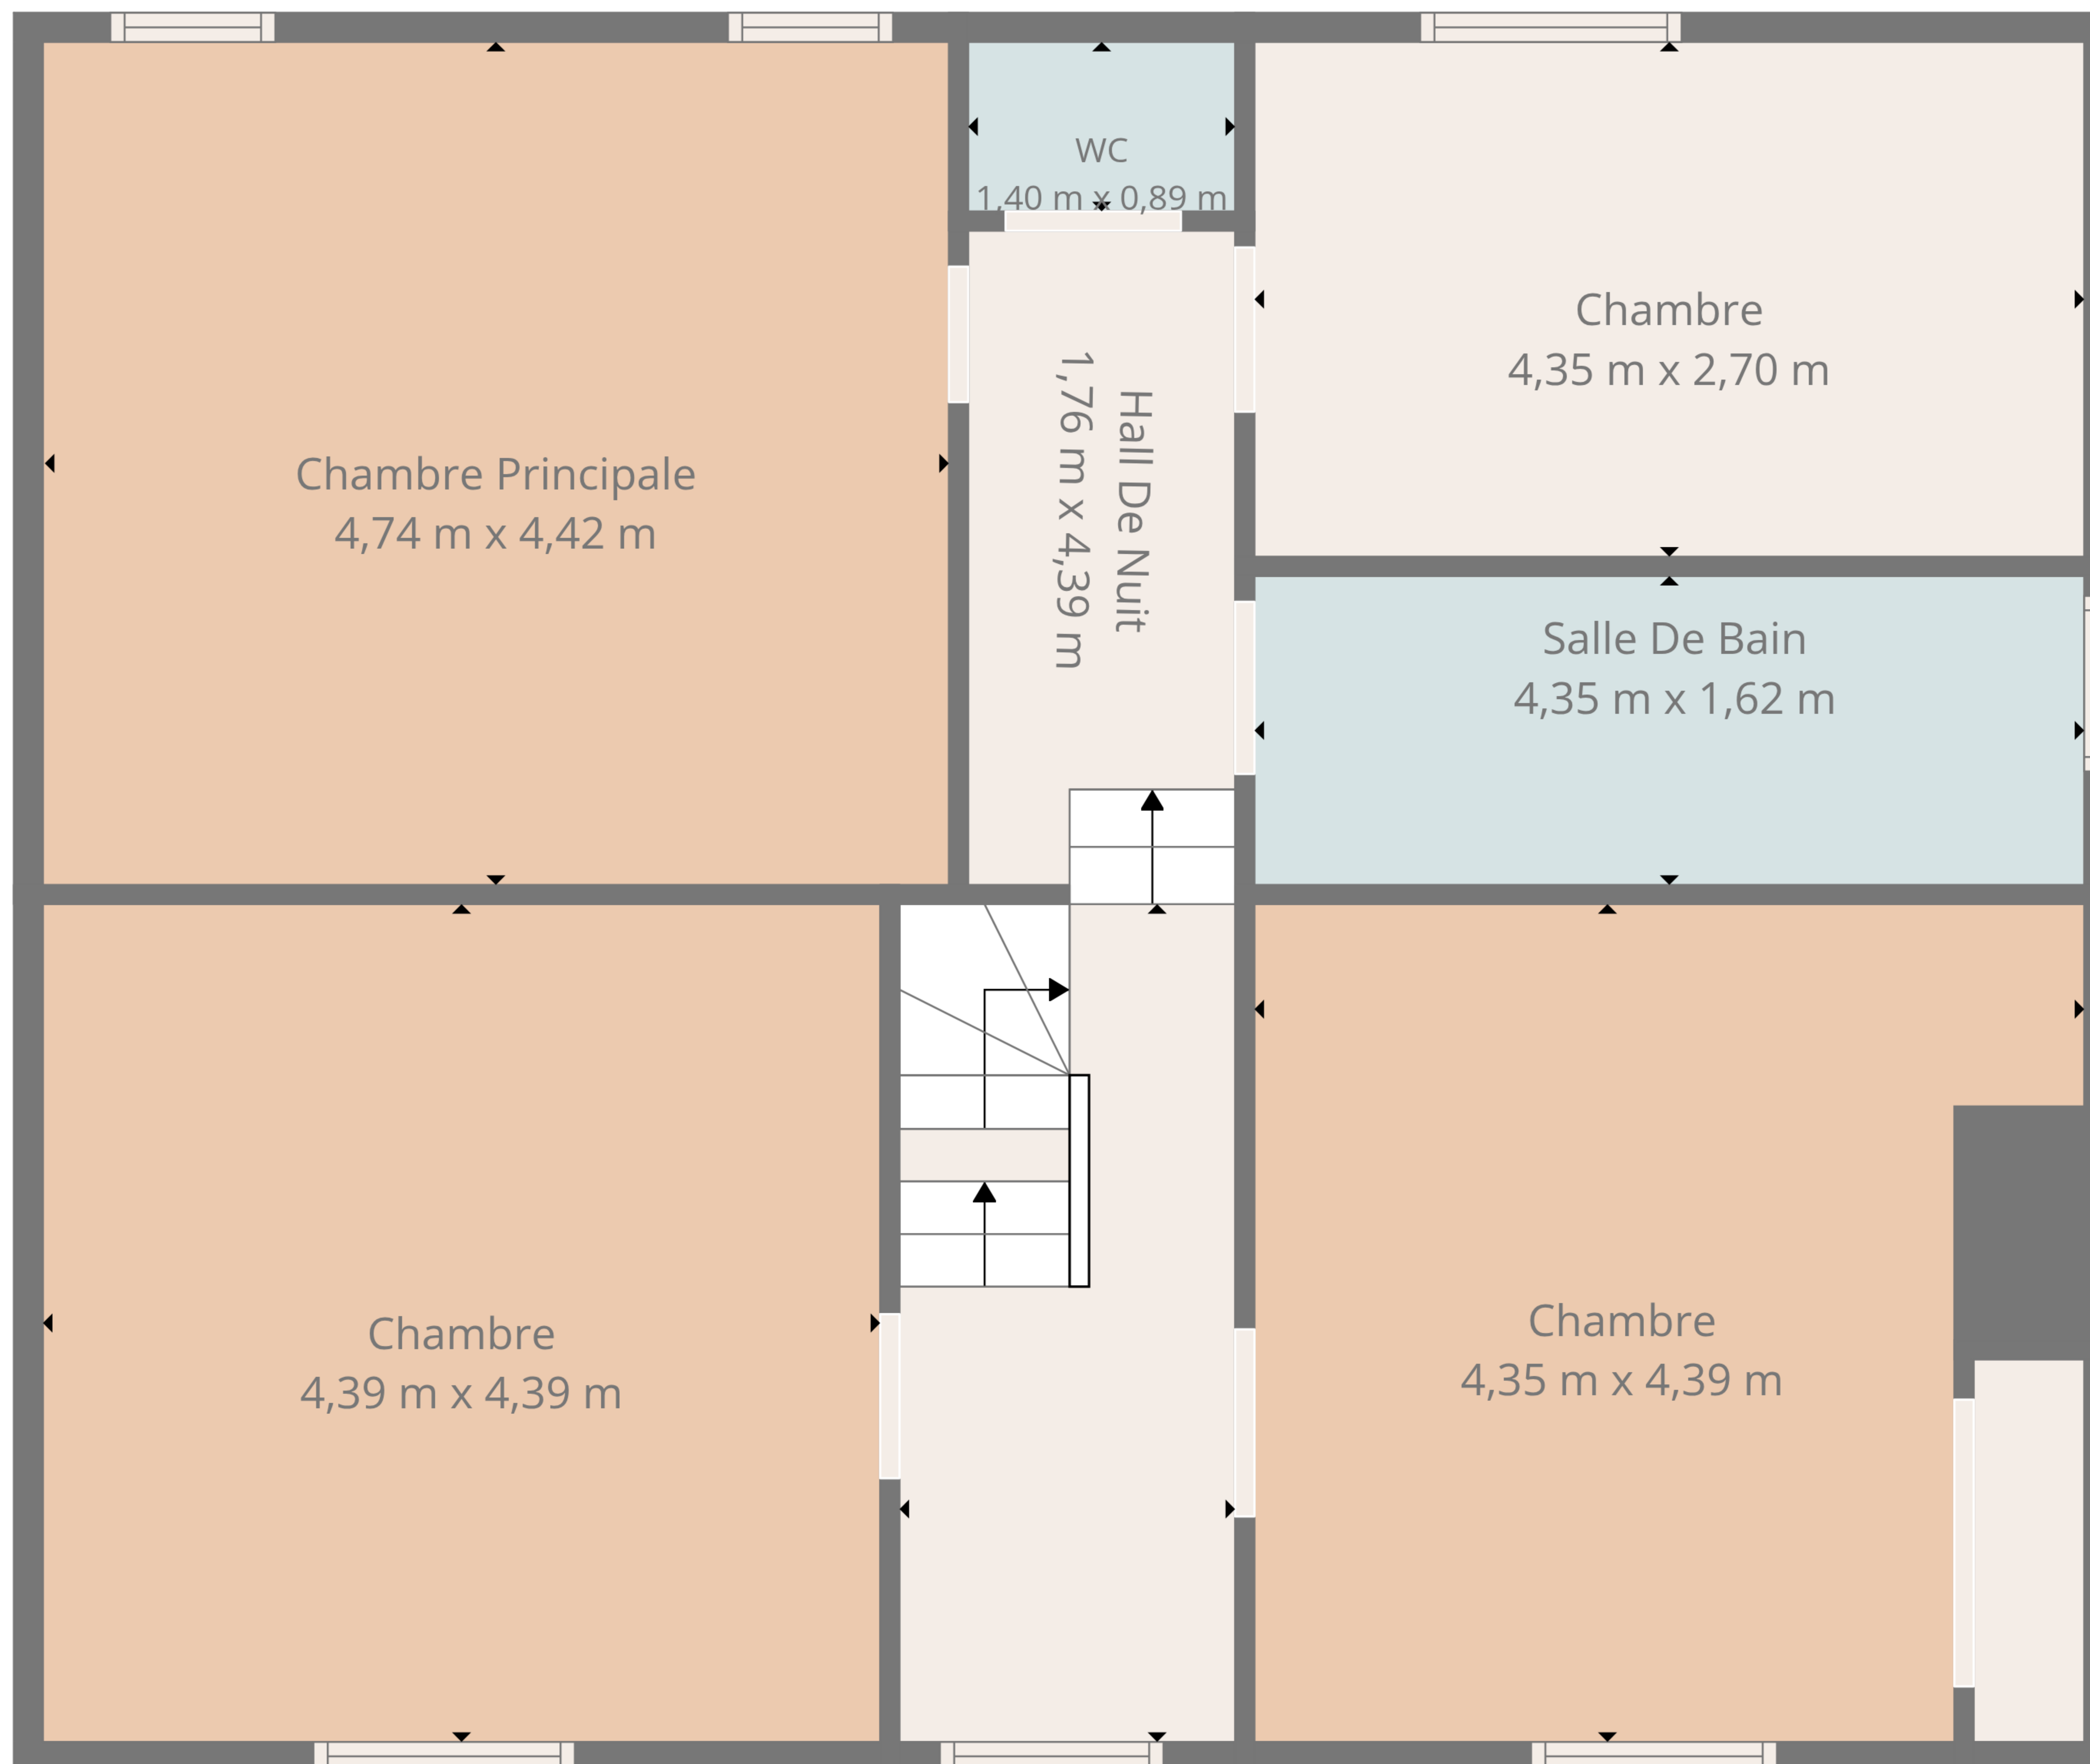 WC
1,40 m x 0,89 m
Chambre
4,35 m x 2,70 m
Chambre Principale
4,74 m x 4,42 m
Hall De Nuit
1,76 m x 4,39 m
Salle De Bain
4,35 m x 1,62 m
Chambre
4,39 m x 4,39 m
Chambre
4,35 m x 4,39 m